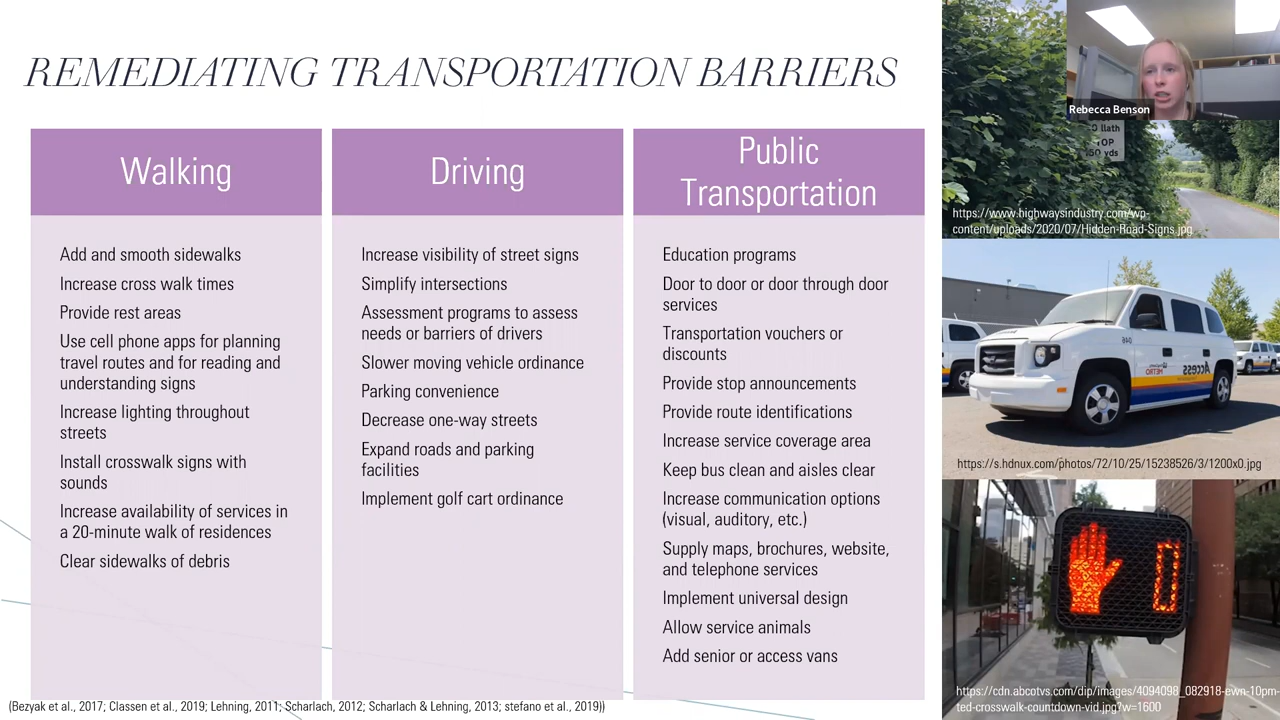 REMEDIATING TRANSPORTATION BARRIERS
Walking
Add and smooth sidewalks
Increase cross walk times
Provide rest areas
Use cell phone apps for planning
travel routes and for reading and
understanding signs
Increase lighting throughout
streets
Install crosswalk signs with
sounds
Increase availability of services in
a 20-minute walk of residences
Clear sidewalks of debris
Driving
Increase visibility of street signs
Simplify intersections
Assessment programs to assess
needs or barriers of drivers
Slower moving vehicle ordinance
Parking convenience
Decrease one-way streets
Expand roads and parking
facilities
Implement golf cart ordinance
Public
Transportation
Education programs
Door to door or door through door
services
Transportation vouchers or
discounts
Provide stop announcements
Provide route identifications
Increase service coverage area
Keep bus clean and aisles clear
Increase communication options
(visual, auditory, etc.)
Supply maps, brochures, website,
and telephone services
Implement universal design
Allow service animals
Add senior or access vans
(Bezyak et al., 2017; Classen et al., 2019; Lehning, 2011; Scharlach, 2012; Scharlach & Lehning, 2013; stefano et al., 2019))
Rebecca Benson
llath
OP
yds
https://www.highwaysindustry.com/wp-
content/uploads/2020/07/Hidden-Road-Signs.jpg
046
METRO
Access
https://s.hdnux.com/photos/72/10/25/15238526/3/1200x0.jpg
0
https://cdn.abcotvs.com/dip/images/4094098_082918-ewn-10pm-
ted-crosswalk-countdown-vid.jpg?w=1600